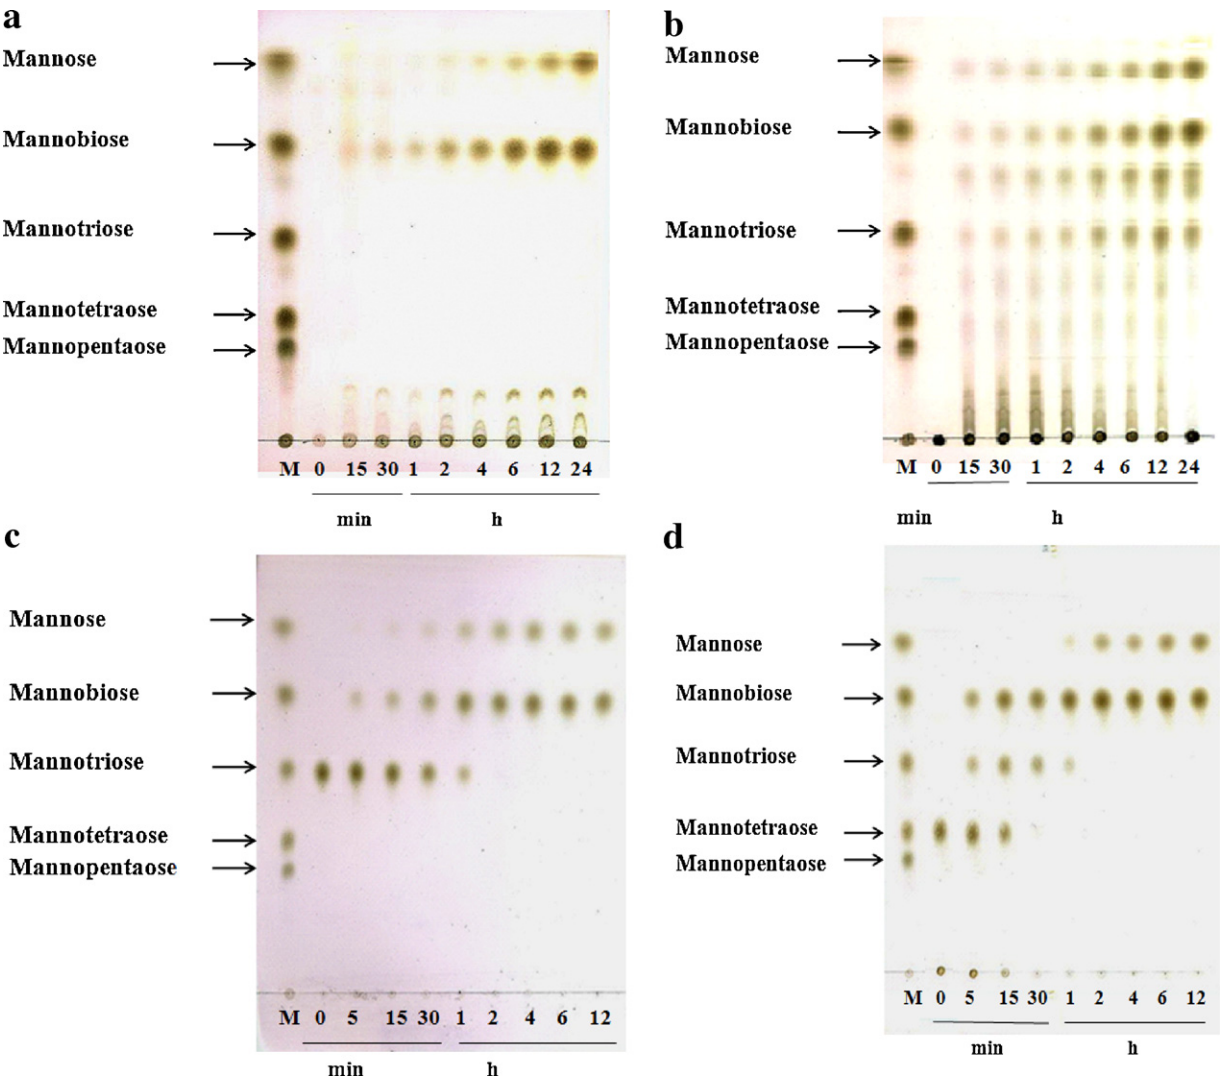 a
Mannose
Mannobiose
Mannotriose
Mannotetraose
Mannopentaose
M 0 15 30 1 2 4 6 12 24
min h
b
Mannose
Mannobiose
Mannotriose
Mannotetraose
Mannopentaose
M 0 15 30 1 2 4 6 12 24
min h
c
Mannose
Mannobiose
Mannotriose
Mannotetraose
Mannopentaose
M 0 5 15 30 1 2 4 6 12
min h
d
Mannose
Mannobiose
Mannotriose
Mannotetraose
Mannopentaose
M 0 5 15 30 1 2 4 6 12
min h